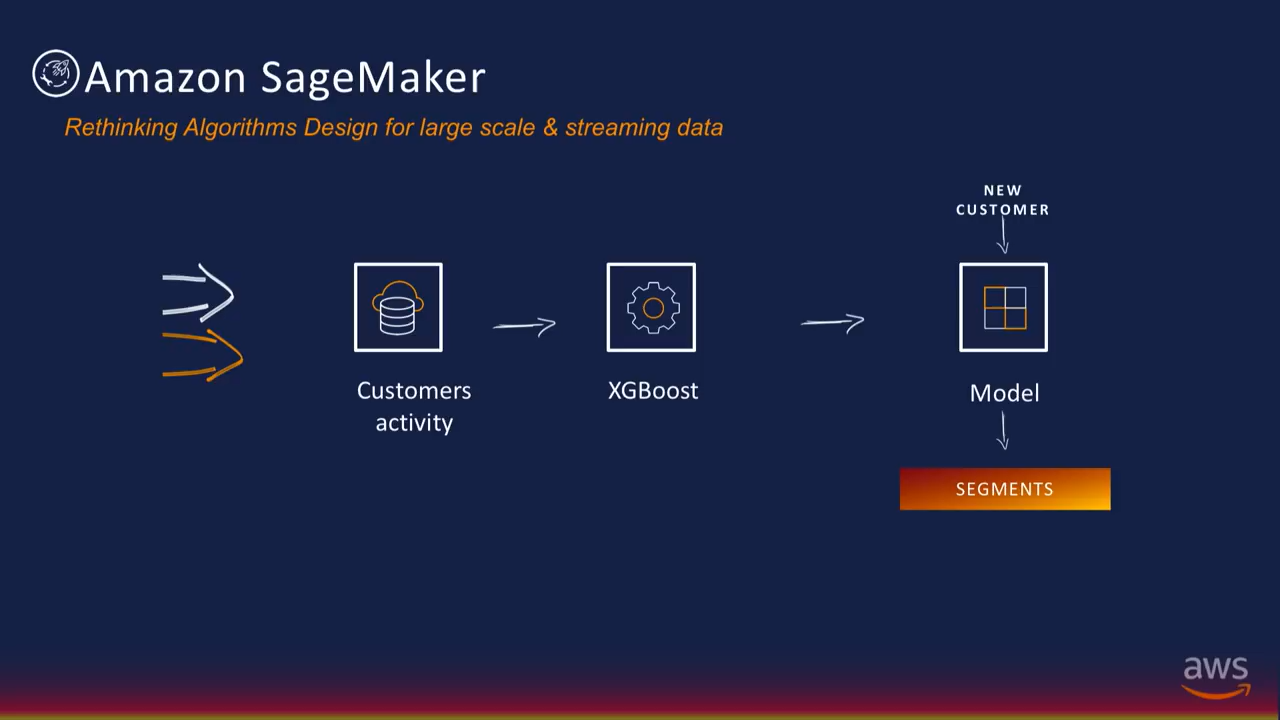 Amazon SageMaker
Rethinking Algorithms Design for large scale & streaming data
NEW
CUSTOMER
Customers
activity
XGBoost
Model
SEGMENTS
aws